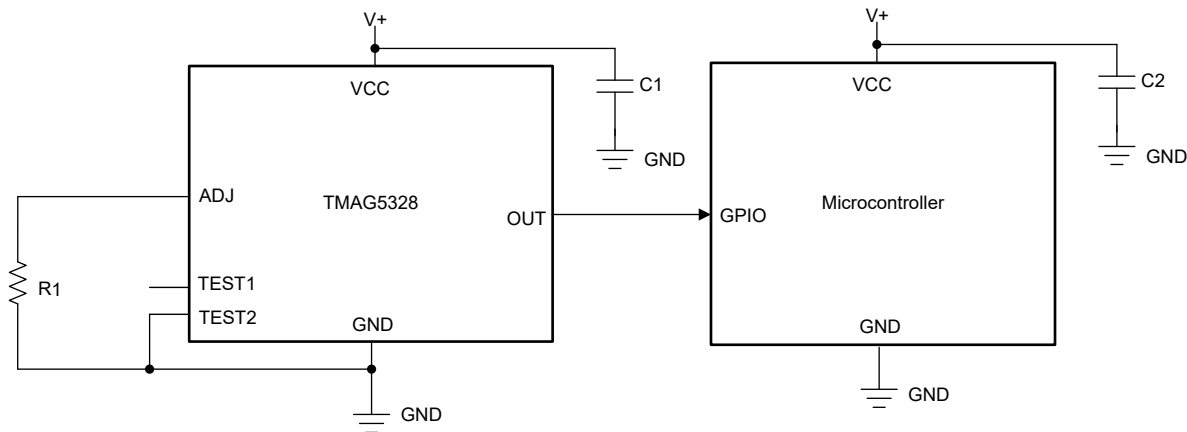 V+
V+
VCC
C1
VCC
C2
GND
GND
ADJ
TMAG5328
Microcontroller
OUT
GPIO
R1
TEST1
TEST2
GND
GND
GND
GND